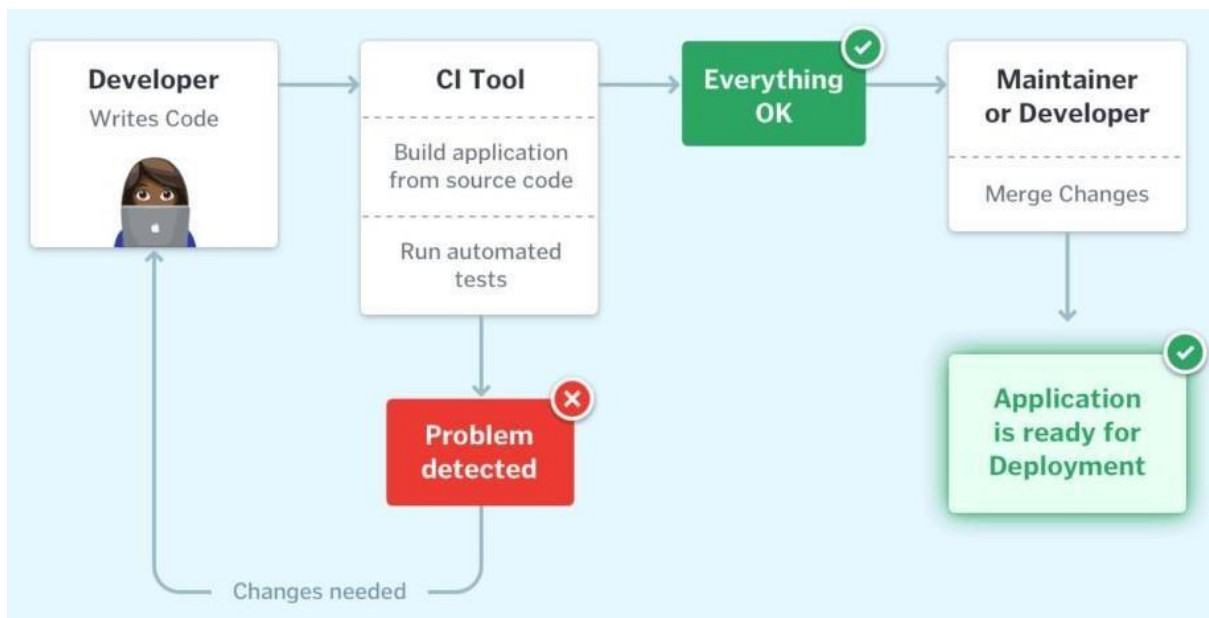 Developer
Writes Code
CI Tool
Build application
from source code
Run automated
tests
Everything
OK
Maintainer
or Developer
Merge Changes
Problem
detected
Changes needed
Application
is ready for
Deployment